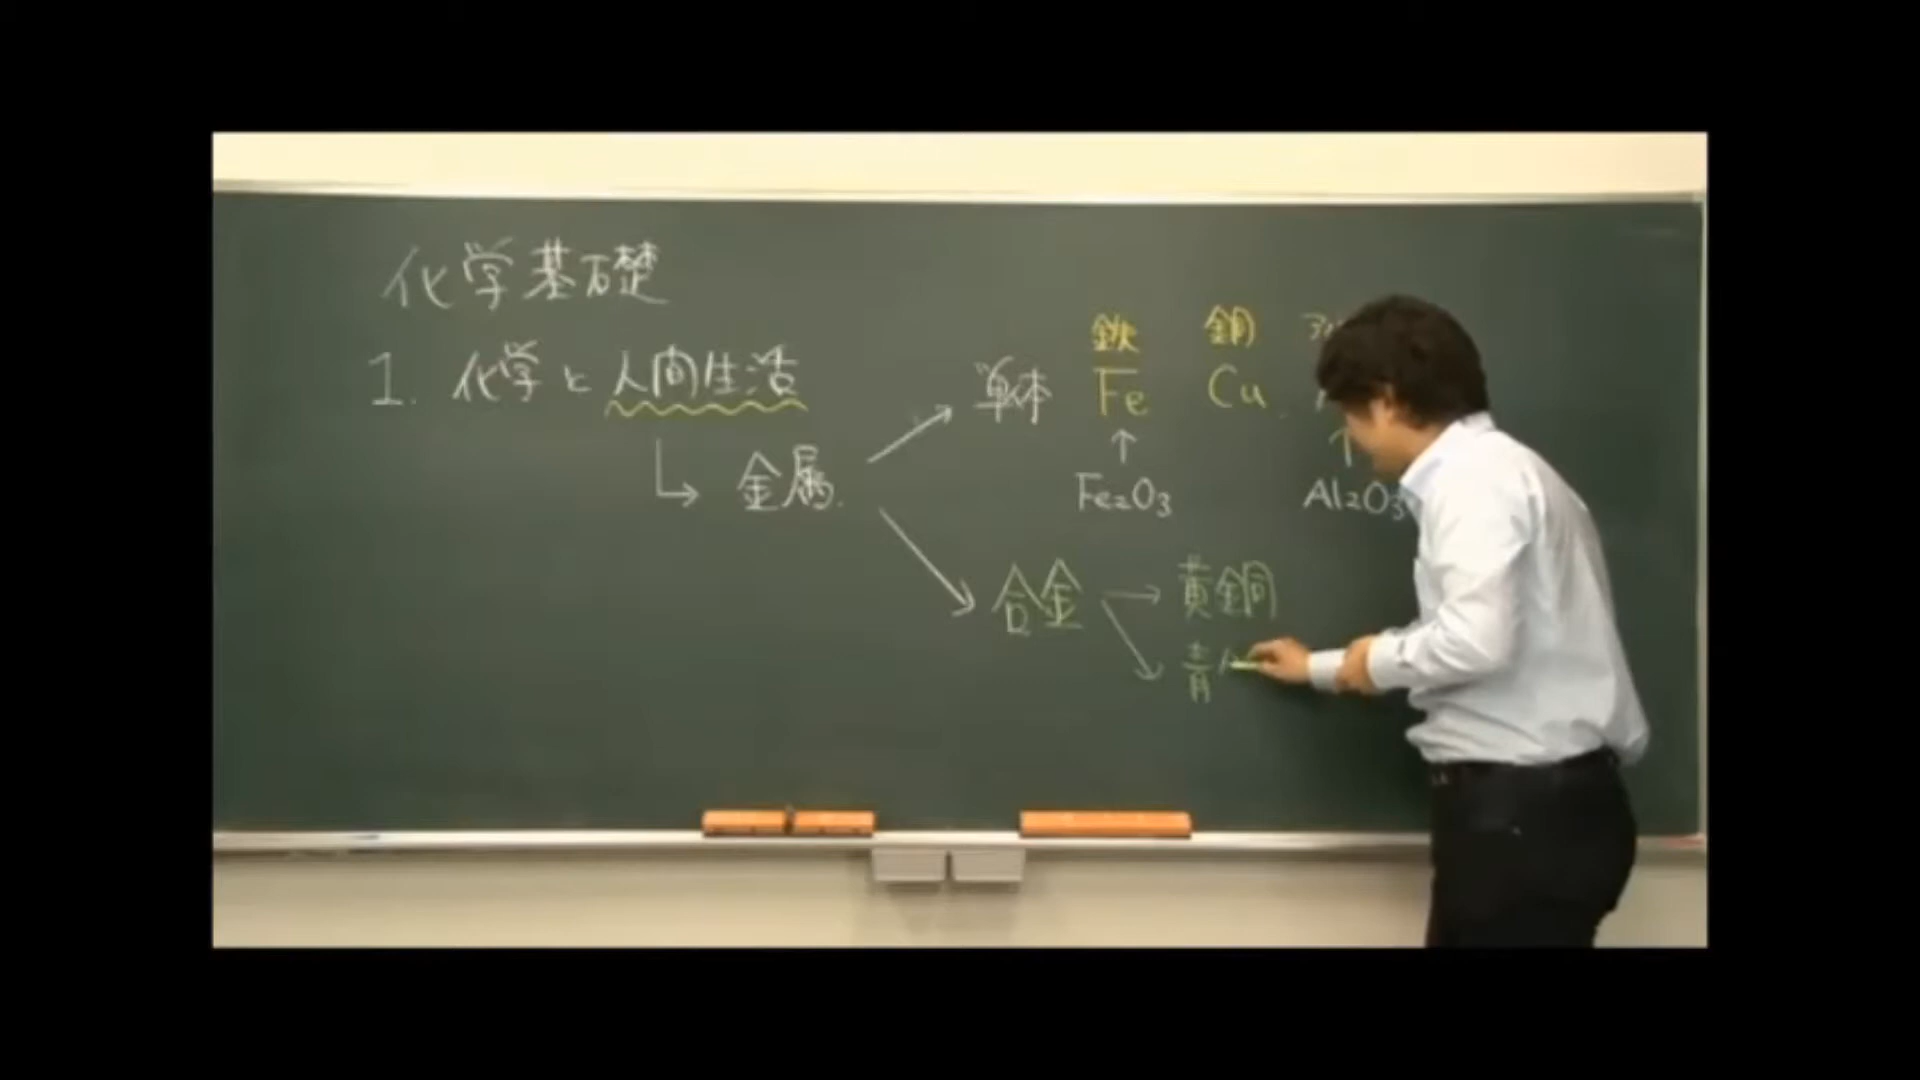 化学基礎
1. 化学と人間生活
金属.
単体
鉄 銅
Fe Cu
Fe₂O₃ Al₂O₃
合金
黄銅
青